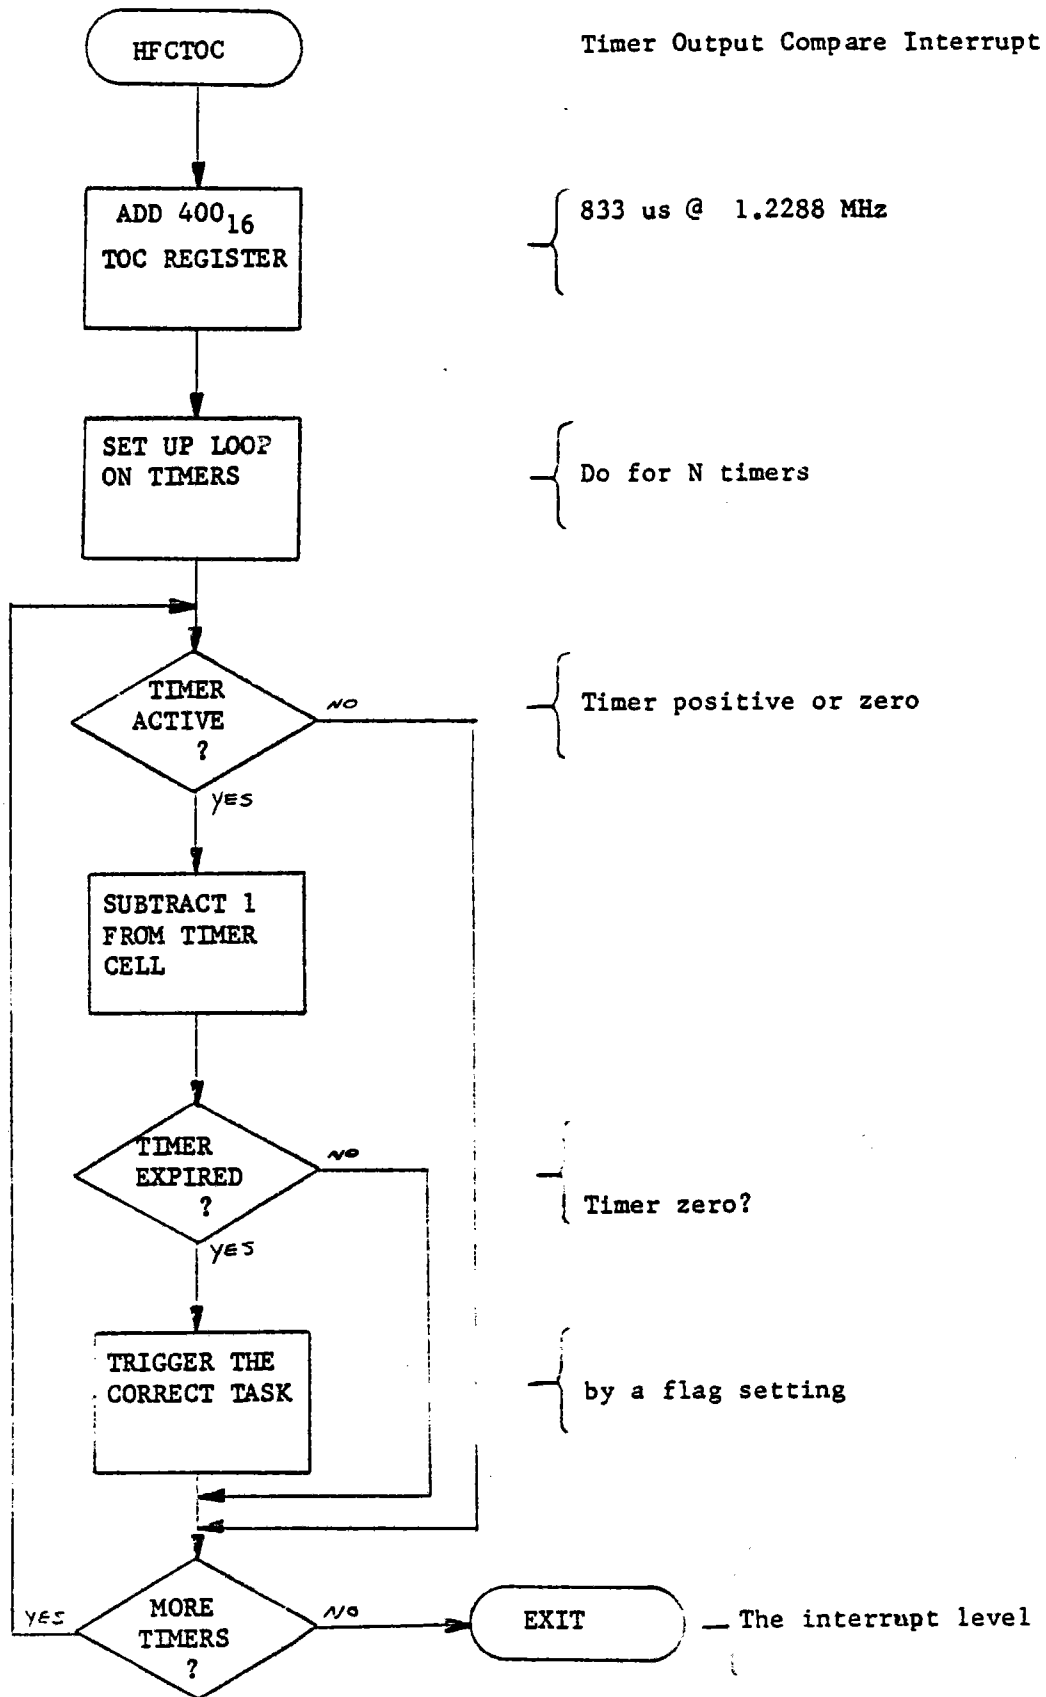 HFCTOC
Timer Output Compare Interrupt
ADD 400₁₆
TOC REGISTER
833 us @ 1.2288 MHz
SET UP LOOP
ON TIMERS
Do for N timers
TIMER
ACTIVE
?
NO
YES
Timer positive or zero
SUBTRACT 1
FROM TIMER
CELL
TIMER
EXPIRED
?
NO
YES
Timer zero?
TRIGGER THE
CORRECT TASK
by a flag setting
MORE
TIMERS
?
YES
NO
EXIT
The interrupt level